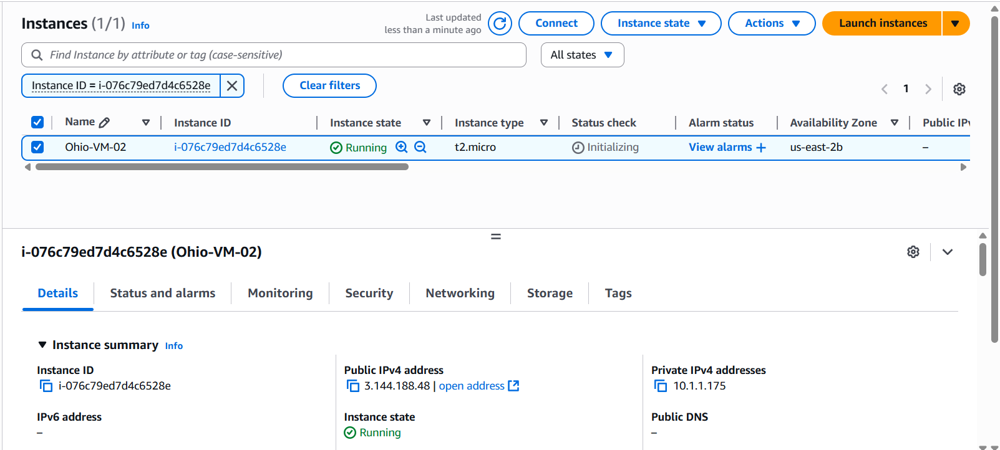 Instances (1/1) Info
Last updated
less than a minute ago
Connect
Instance state
Actions
Launch instances
Find Instance by attribute or tag (case-sensitive)
All states
Instance ID = i-076c79ed7d4c6528e
Clear filters
1
Name Instance ID Instance state Instance type Status check Alarm status Availability Zone Public IPv
Ohio-VM-02 i-076c79ed7d4c6528e Running t2.micro Initializing View alarms + us-east-2b –
i-076c79ed7d4c6528e (Ohio-VM-02)
Details Status and alarms Monitoring Security Networking Storage Tags
Instance summary Info
Instance ID
i-076c79ed7d4c6528e
Public IPv4 address
3.144.188.48 | open address
Private IPv4 addresses
10.1.1.175
IPv6 address
–
Instance state
Running
Public DNS
–